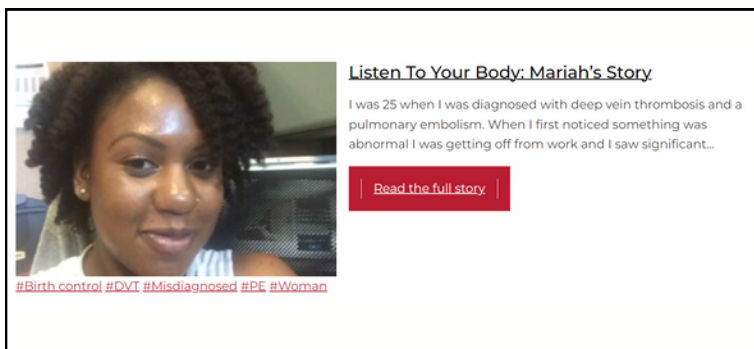 Listen To Your Body: Mariah's Story
I was 25 when I was diagnosed with deep vein thrombosis and a
pulmonary embolism. When I first noticed something was
abnormal I was getting off from work and I saw significant...
Read the full story
#Birth control #DVT #Misdiagnosed #PE #Woman